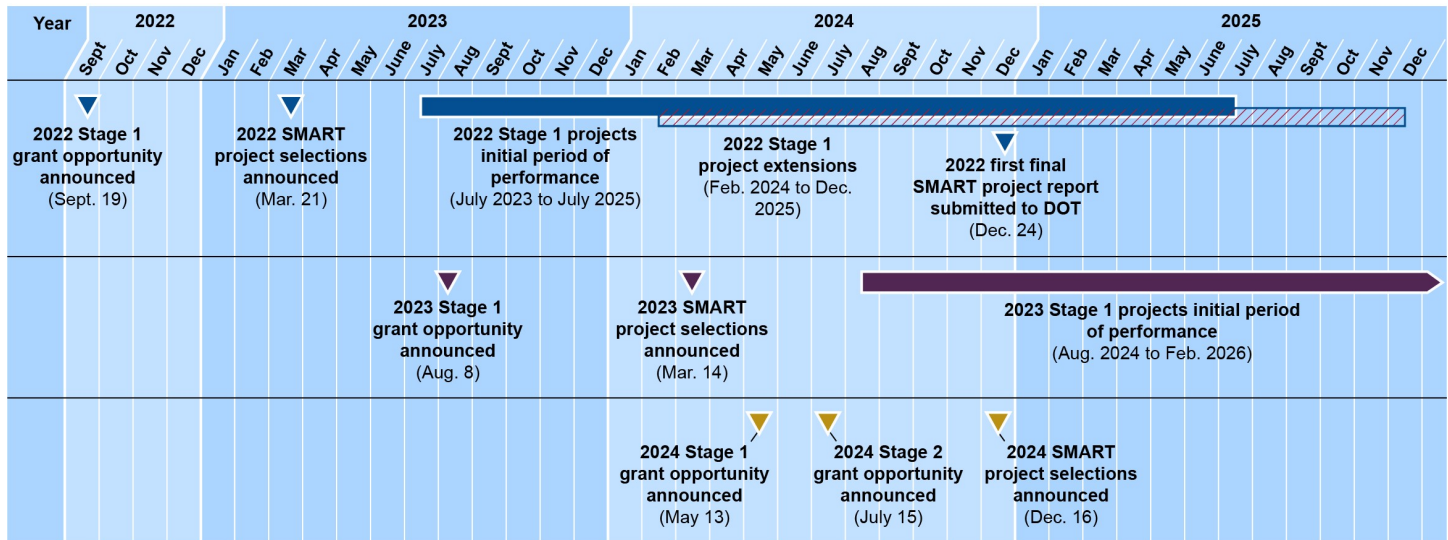 Year 2022 2023 2024 2025
Sept Oct Nov Dec Jan Feb Mar Apr May June July Aug Sept Oct Nov Dec Jan Feb Mar Apr May June July Aug Sept Oct Nov Dec Jan Feb Mar Apr May June July Aug Sept Oct Nov Dec
2022 Stage 1
grant opportunity
announced
(Sept. 19)
2022 SMART
project selections
announced
(Mar. 21)
2022 Stage 1 projects
initial period of
performance
(July 2023 to July 2025)
2022 Stage 1
project extensions
(Feb. 2024 to Dec.
2025)
2022 first final
SMART project report
submitted to DOT
(Dec. 24)
2023 Stage 1
grant opportunity
announced
(Aug. 8)
2023 SMART
project selections
announced
(Mar. 14)
2023 Stage 1 projects initial period
of performance
(Aug. 2024 to Feb. 2026)
2024 Stage 1
grant opportunity
announced
(May 13)
2024 Stage 2
grant opportunity
announced
(July 15)
2024 SMART
project selections
announced
(Dec. 16)